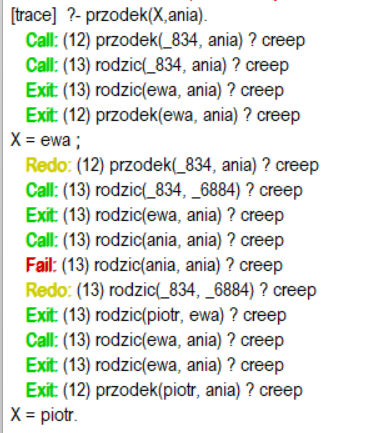 [trace]  ?- przodek(X,ania).
Call: (12) przodek(_834, ania) ? creep
Call: (13) rodzic(_834, ania) ? creep
Exit: (13) rodzic(ewa, ania) ? creep
Exit: (12) przodek(ewa, ania) ? creep
X = ewa ;
Redo: (12) przodek(_834, ania) ? creep
Call: (13) rodzic(_834, _6884) ? creep
Exit: (13) rodzic(ewa, ania) ? creep
Call: (13) rodzic(ania, ania) ? creep
Fail: (13) rodzic(ania, ania) ? creep
Redo: (13) rodzic(_834, _6884) ? creep
Exit: (13) rodzic(piotr, ewa) ? creep
Call: (13) rodzic(ewa, ania) ? creep
Exit: (13) rodzic(ewa, ania) ? creep
Exit: (12) przodek(piotr, ania) ? creep
X = piotr.